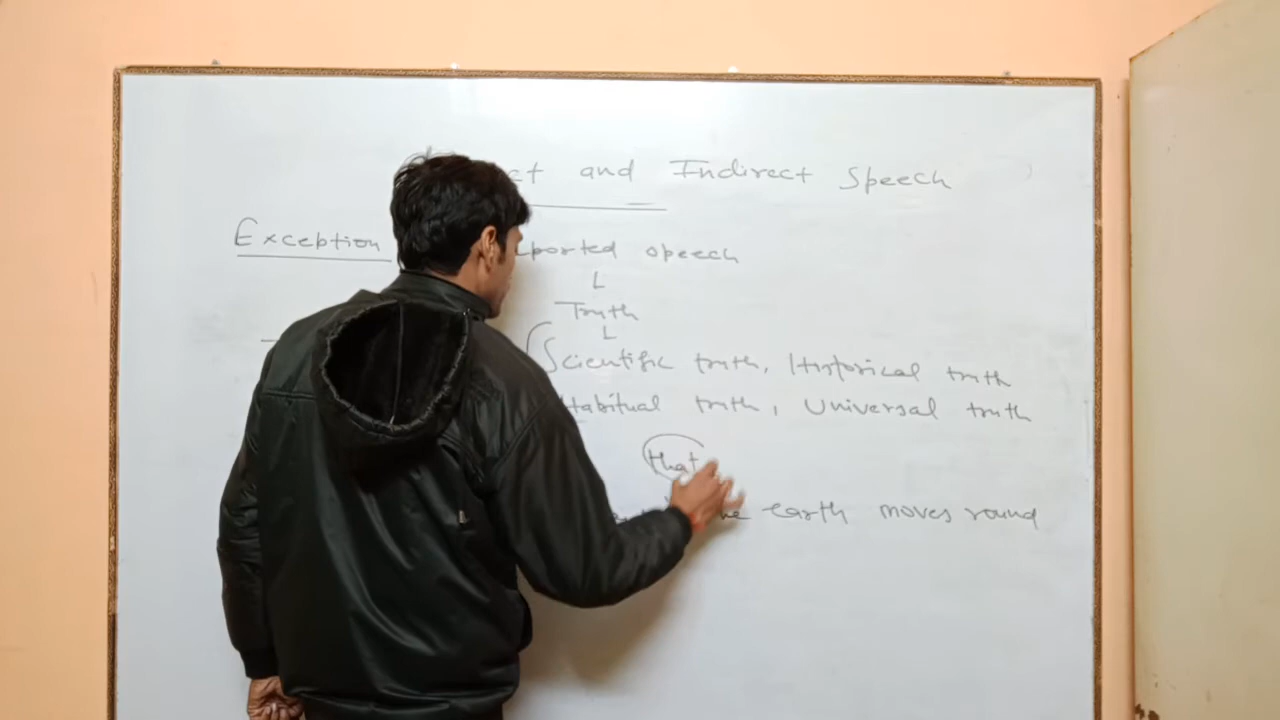 ct and Indirect Speech
Exception ported speech
Truth
Scientific truth, Historical truth
Habitual truth, Universal truth
that
earth moves round